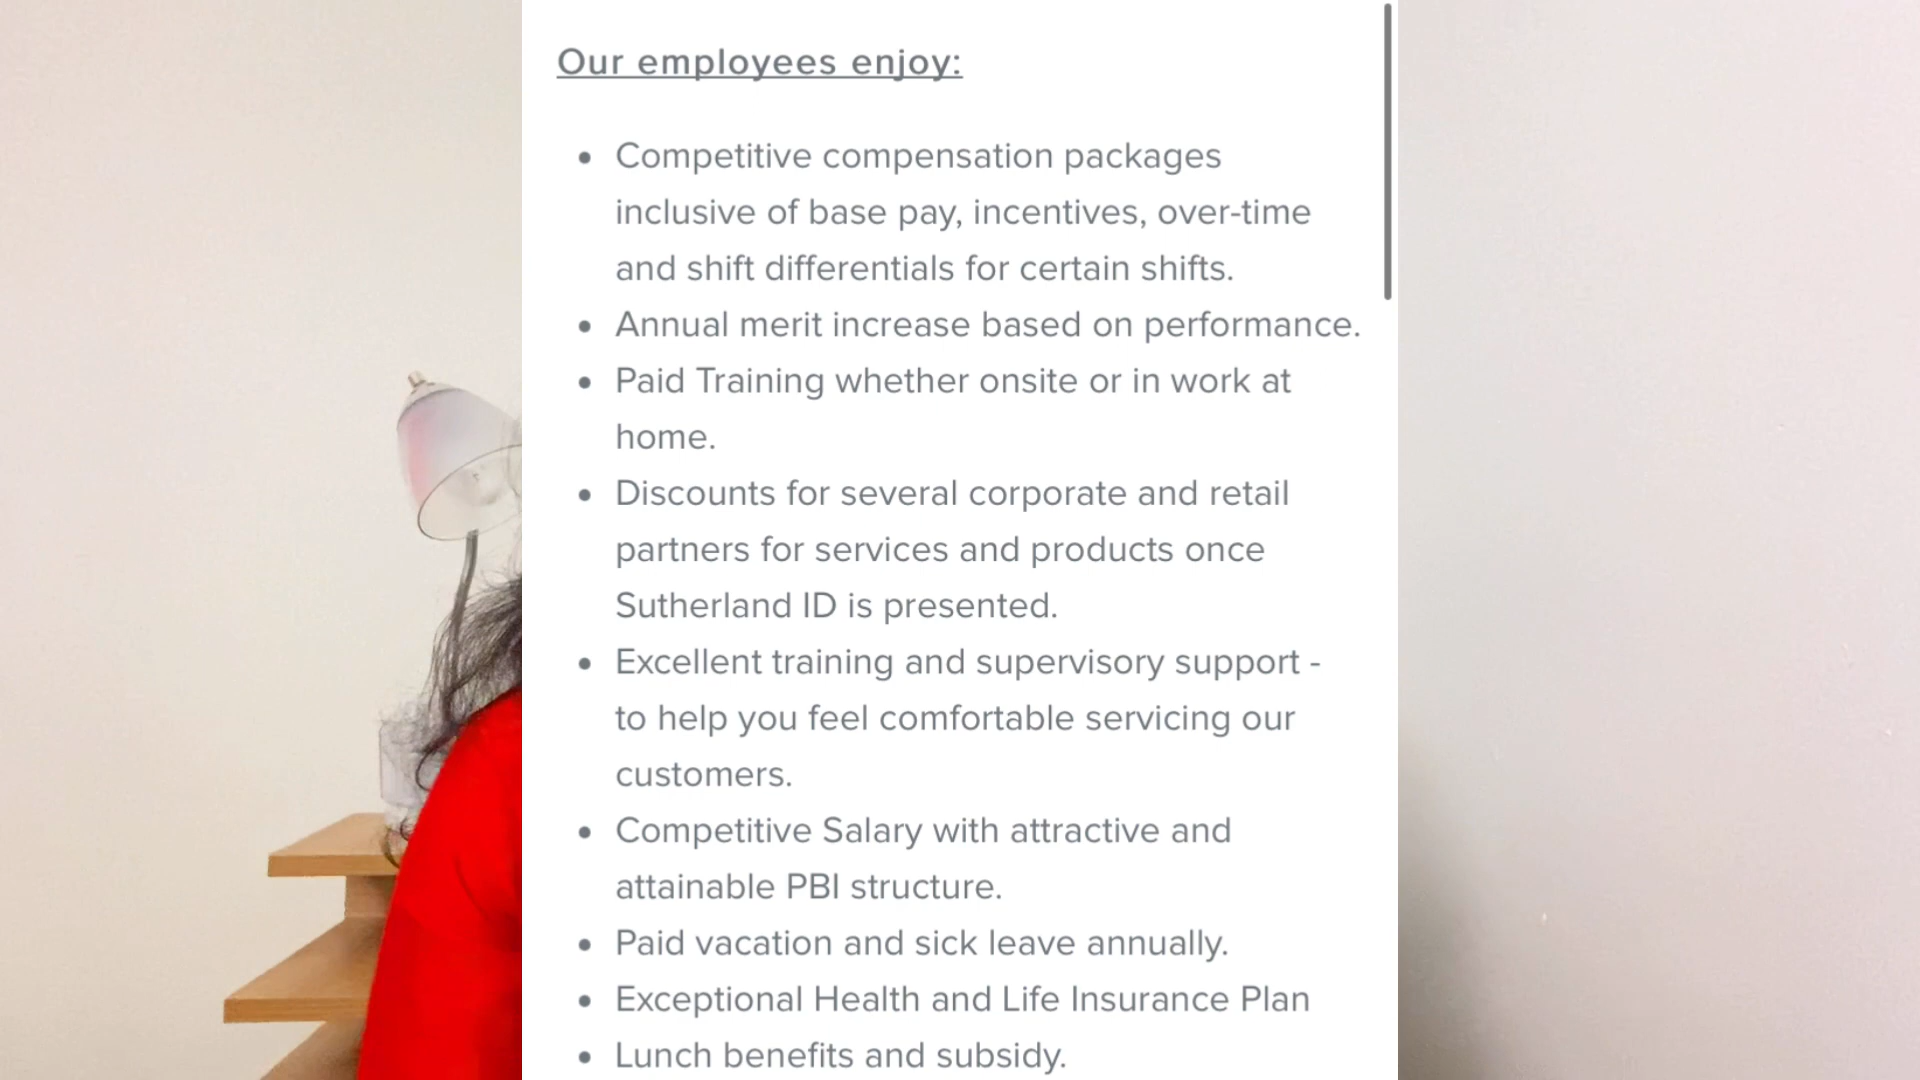 Our employees enjoy:
Competitive compensation packages
inclusive of base pay, incentives, over-time
and shift differentials for certain shifts.
Annual merit increase based on performance.
Paid Training whether onsite or in work at
home.
Discounts for several corporate and retail
partners for services and products once
Sutherland ID is presented.
Excellent training and supervisory support -
to help you feel comfortable servicing our
customers.
Competitive Salary with attractive and
attainable PBI structure.
Paid vacation and sick leave annually.
Exceptional Health and Life Insurance Plan
Lunch benefits and subsidy.